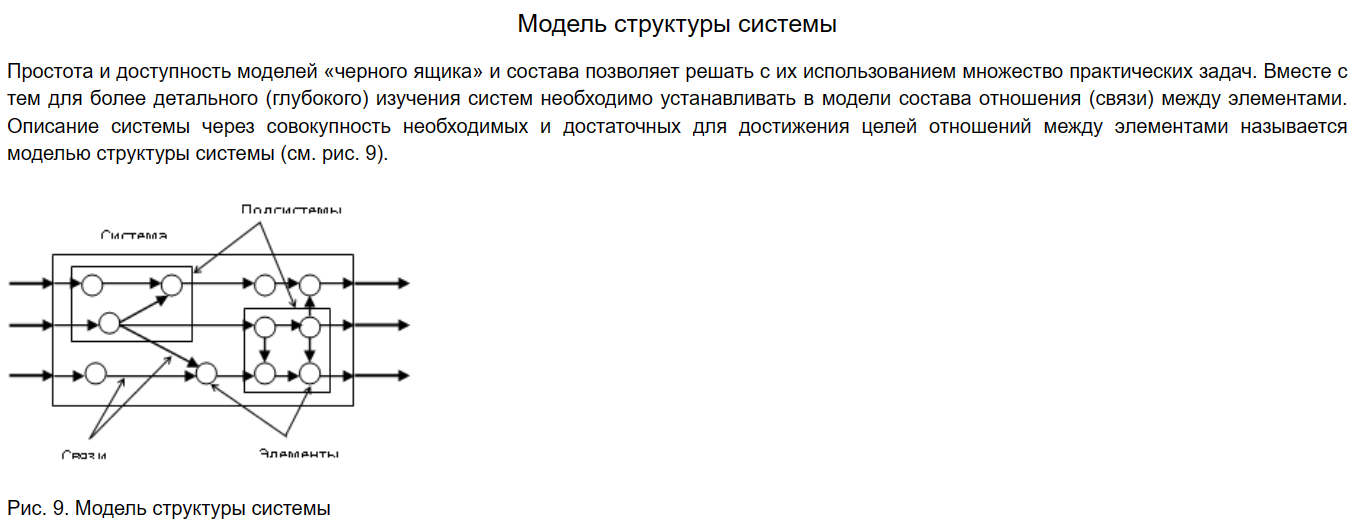 Модель структуры системы
Простота и доступность моделей «черного ящика» и состава позволяет решать с их использованием множество практических задач. Вместе с
тем для более детального (глубокого) изучения систем необходимо устанавливать в модели состава отношения (связи) между элементами.
Описание системы через совокупность необходимых и достаточных для достижения целей отношений между элементами называется
моделью структуры системы (см. рис. 9).
Подсистемы
Система
Связи
Элементы
Рис. 9. Модель структуры системы